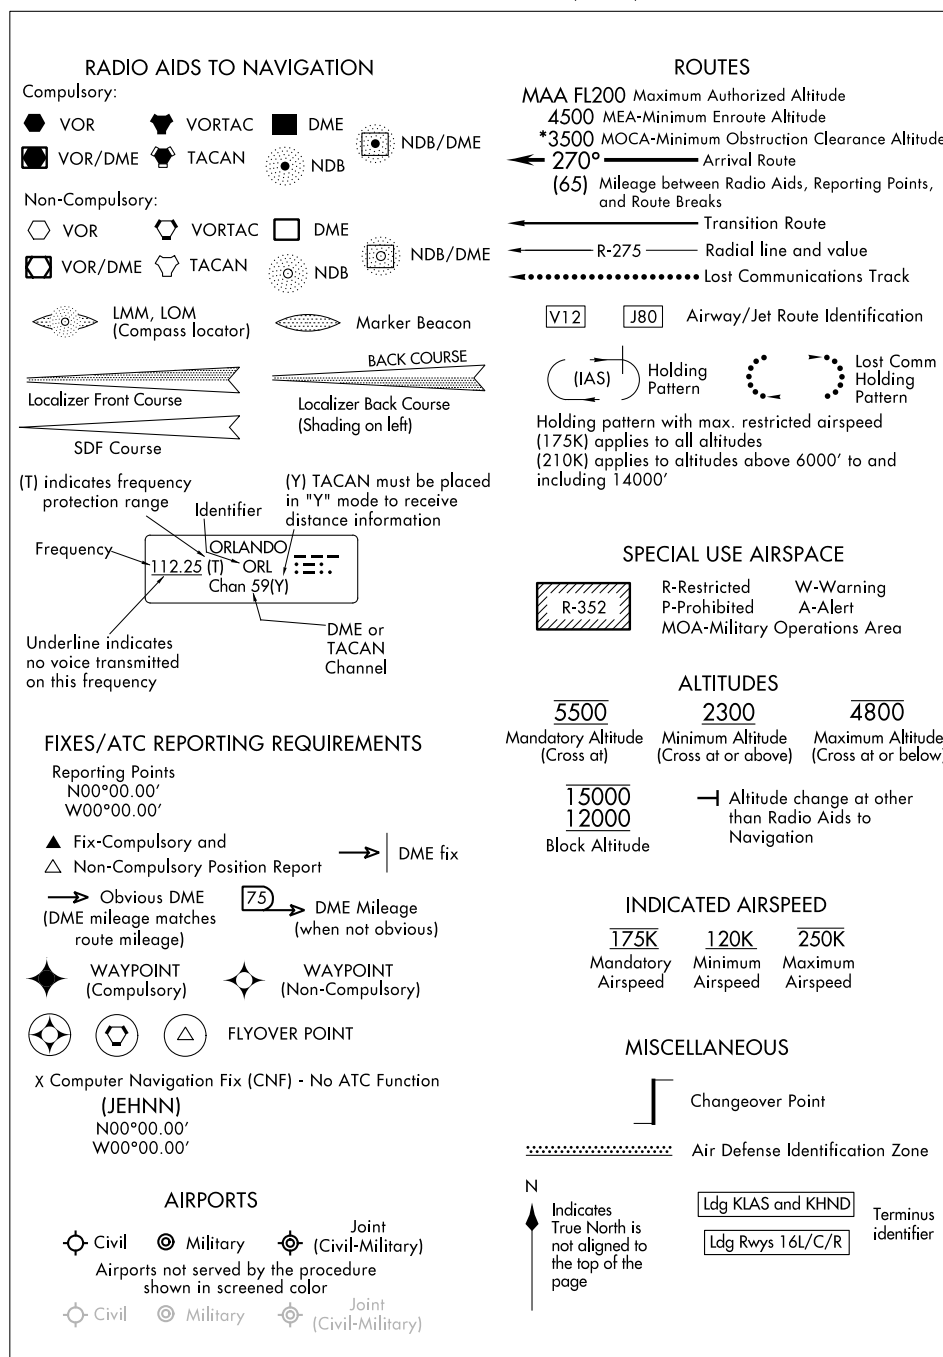 RADIO AIDS TO NAVIGATION
Compulsory:
VOR
VORTAC
DME
NDB/DME
VOR/DME
TACAN
NDB
Non-Compulsory:
VOR
VORTAC
DME
NDB/DME
VOR/DME
TACAN
NDB
LMM, LOM
(Compass locator)
Marker Beacon
BACK COURSE
Localizer Front Course
Localizer Back Course
(Shading on left)
SDF Course
(T) indicates frequency
protection range
Identifier
(Y) TACAN must be placed
in "Y" mode to receive
distance information
Frequency
ORLANDO
112.25 (T) ORL
Chan 59(Y)
Underline indicates
no voice transmitted
on this frequency
DME or
TACAN
Channel
FIXES/ATC REPORTING REQUIREMENTS
Reporting Points
N00°00.00'
W00°00.00'
Fix-Compulsory and
Non-Compulsory Position Report
DME fix
Obvious DME
(DME mileage matches
route mileage)
75
DME Mileage
(when not obvious)
WAYPOINT
(Compulsory)
WAYPOINT
(Non-Compulsory)
FLYOVER POINT
X Computer Navigation Fix (CNF) - No ATC Function
(JEHNN)
N00°00.00'
W00°00.00'
AIRPORTS
Civil
Military
Joint
(Civil-Military)
Airports not served by the procedure
shown in screened color
Civil
Military
Joint
(Civil-Military)
ROUTES
MAA FL200 Maximum Authorized Altitude
4500 MEA-Minimum Enroute Altitude
*3500 MOCA-Minimum Obstruction Clearance Altitude
270° Arrival Route
(65) Mileage between Radio Aids, Reporting Points,
and Route Breaks
Transition Route
R-275 Radial line and value
Lost Communications Track
V12 J80 Airway/Jet Route Identification
(IAS)
Holding
Pattern
Lost Comm
Holding
Pattern
Holding pattern with max. restricted airspeed
(175K) applies to all altitudes
(210K) applies to altitudes above 6000' to and
including 14000'
SPECIAL USE AIRSPACE
R-352
R-Restricted W-Warning
P-Prohibited A-Alert
MOA-Military Operations Area
ALTITUDES
5500
Mandatory Altitude
(Cross at)
2300
Minimum Altitude
(Cross at or above)
4800
Maximum Altitude
(Cross at or below)
15000
12000
Block Altitude
Altitude change at other
than Radio Aids to
Navigation
INDICATED AIRSPEED
175K
Mandatory
Airspeed
120K
Minimum
Airspeed
250K
Maximum
Airspeed
MISCELLANEOUS
Changeover Point
Air Defense Identification Zone
N
Indicates
True North is
not aligned to
the top of the
page
Ldg KLAS and KHND
Ldg Rwys 16L/C/R
Terminus
identifier